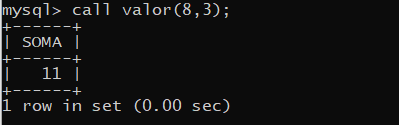 mysql> call valor(8,3);
+------+
| SOMA |
+------+
|   11 |
+------+
1 row in set (0.00 sec)